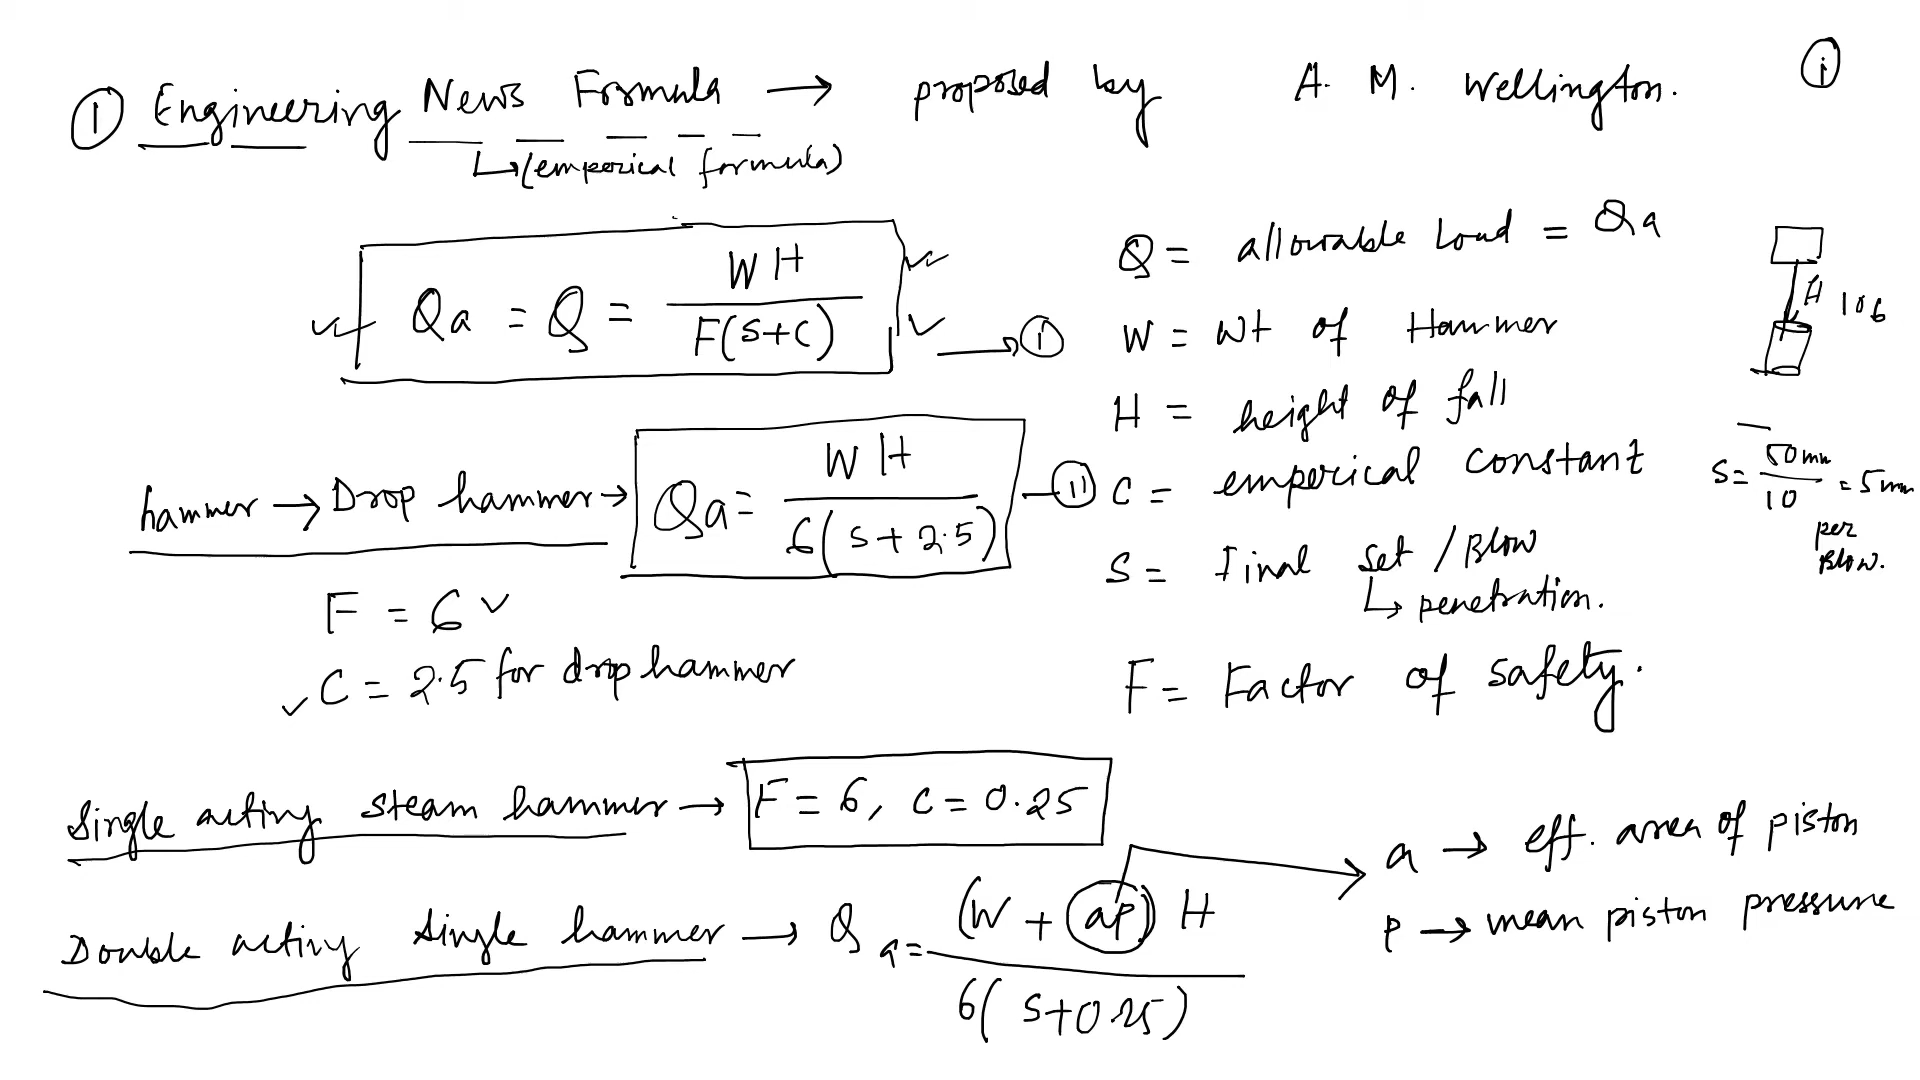 ① Engineering News Formula → proposed by A. M. Wellington. ⓘ
↳ (emperical formula)
Qa = Q = WH / F(S+C) → ①
Q = allowable Load = Qa
W = Wt of Hammer
H = height of fall
C = emperical constant
S = Final Set / Blow
↳ penetration.
F = Factor of safety.
H 106
S = 50mm / 10 = 5mm
per
Blow.
hammer → Drop hammer → Qa = WH / 6(S+2.5) – ⑪
F = 6 ✓
✓ C = 2.5 for drop hammer
Single acting steam hammer → F = 6, C = 0.25
Double acting single hammer → Qa = (W + ap) H / 6(S+0.25)
a → eff. area of piston
P → mean piston pressure